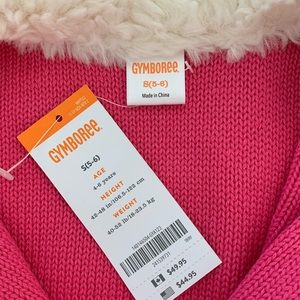 GYMBOREE
S(5-6)
Made in China
GYMBOREE
S(5-6)
AGE
4-6 years
HEIGHT
WEIGHT
$49.95
$44.95